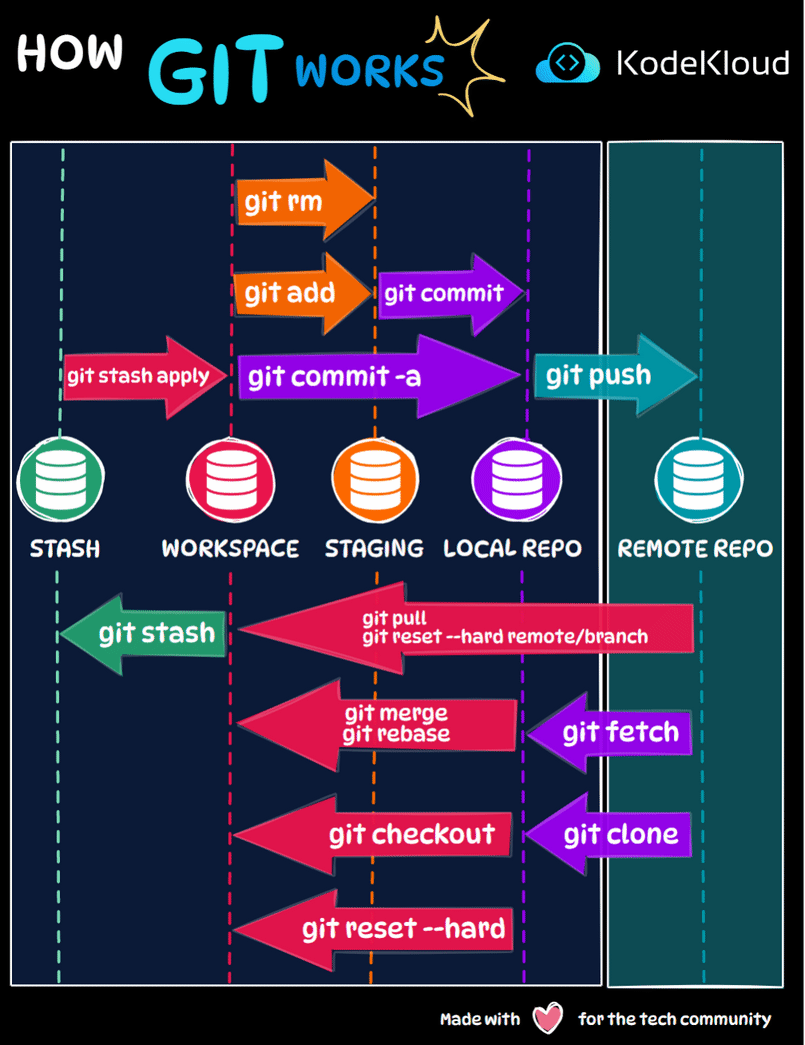 HOW GIT WORKS
KodeKloud
git rm
git add
git commit
git stash apply
git commit -a
git push
STASH
WORKSPACE
STAGING
LOCAL REPO
REMOTE REPO
git stash
git pull
git reset --hard remote/branch
git merge
git rebase
git fetch
git checkout
git clone
git reset --hard
Made with
for the tech community